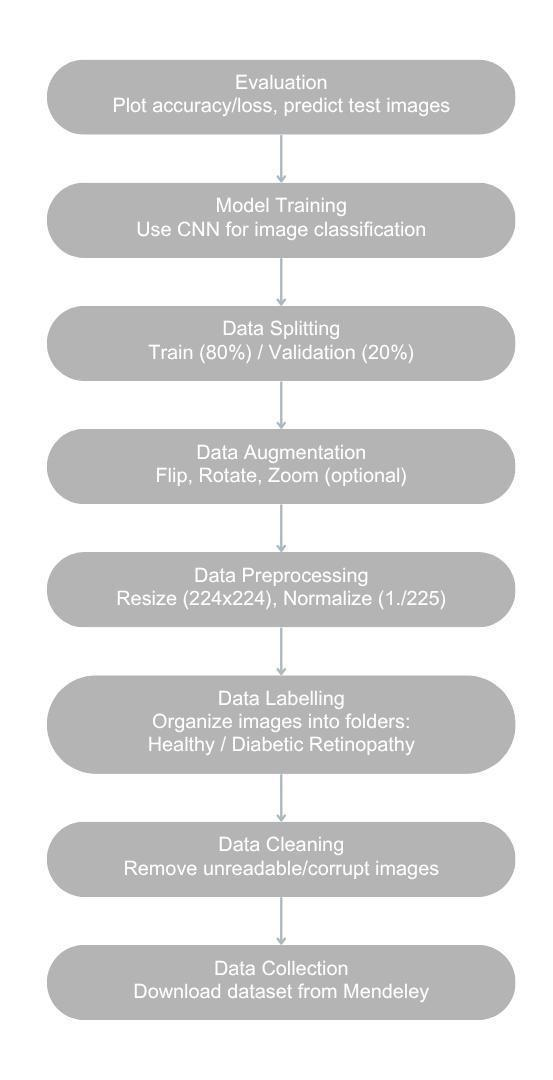 Evaluation
Plot accuracy/loss, predict test images
Model Training
Use CNN for image classification
Data Splitting
Train (80%) / Validation (20%)
Data Augmentation
Flip, Rotate, Zoom (optional)
Data Preprocessing
Resize (224x224), Normalize (1./225)
Data Labelling
Organize images into folders:
Healthy / Diabetic Retinopathy
Data Cleaning
Remove unreadable/corrupt images
Data Collection
Download dataset from Mendeley